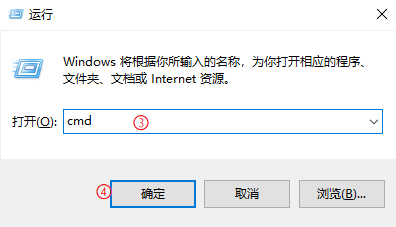 运行
Windows 将根据你所输入的名称，为你打开相应的程序、
文件夹、文档或 Internet 资源。
打开(O): cmd ③
④ 确定 取消 浏览(B)...